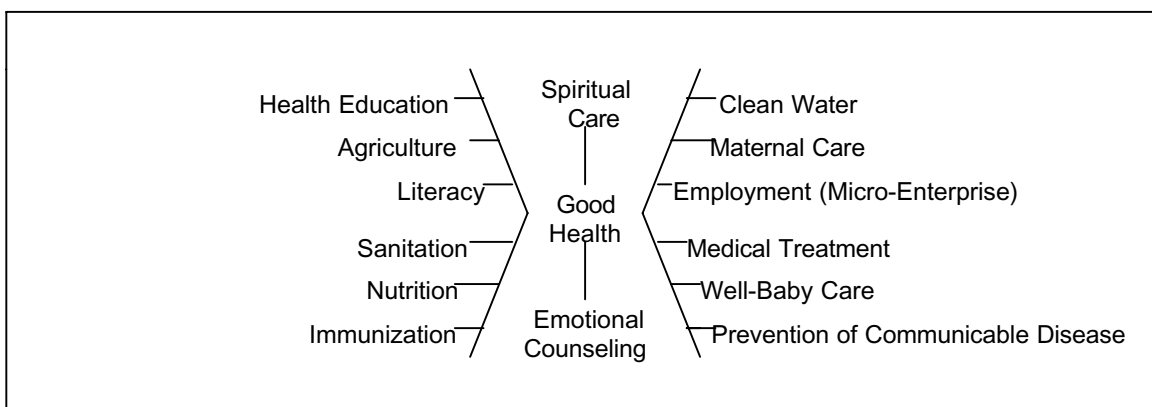 Health Education
Agriculture
Literacy
Sanitation
Nutrition
Immunization
Spiritual
Care
Good
Health
Emotional
Counseling
Clean Water
Maternal Care
Employment (Micro-Enterprise)
Medical Treatment
Well-Baby Care
Prevention of Communicable Disease